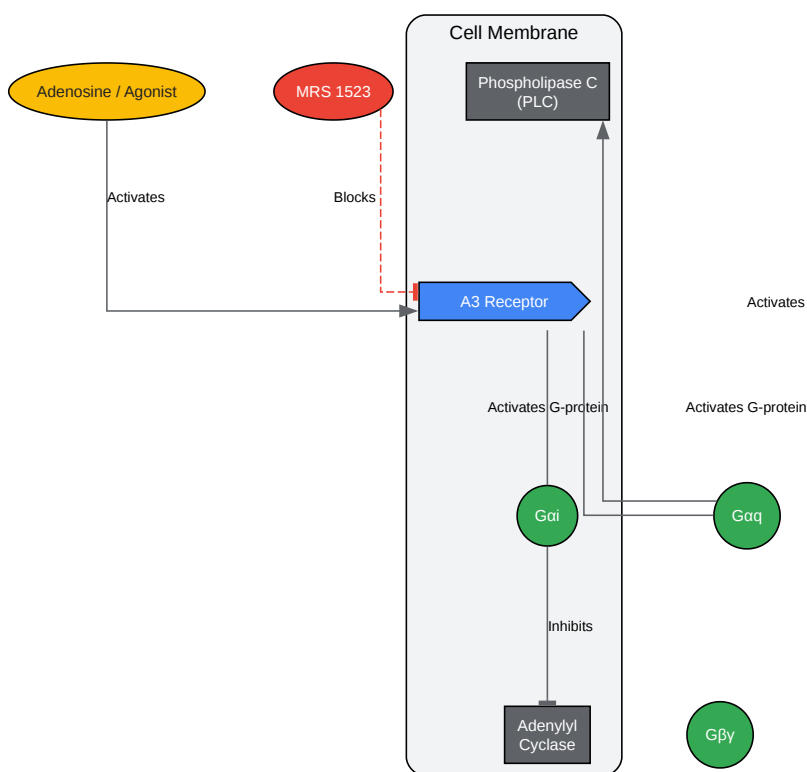 Cell Membrane
Adenosine / Agonist
MRS 1523
Phospholipase C
(PLC)
Activates
Blocks
A3 Receptor
Activates
Activates G-protein
Activates G-protein
Gαi
Gαq
Inhibits
Adenylyl
Cyclase
Gβγ